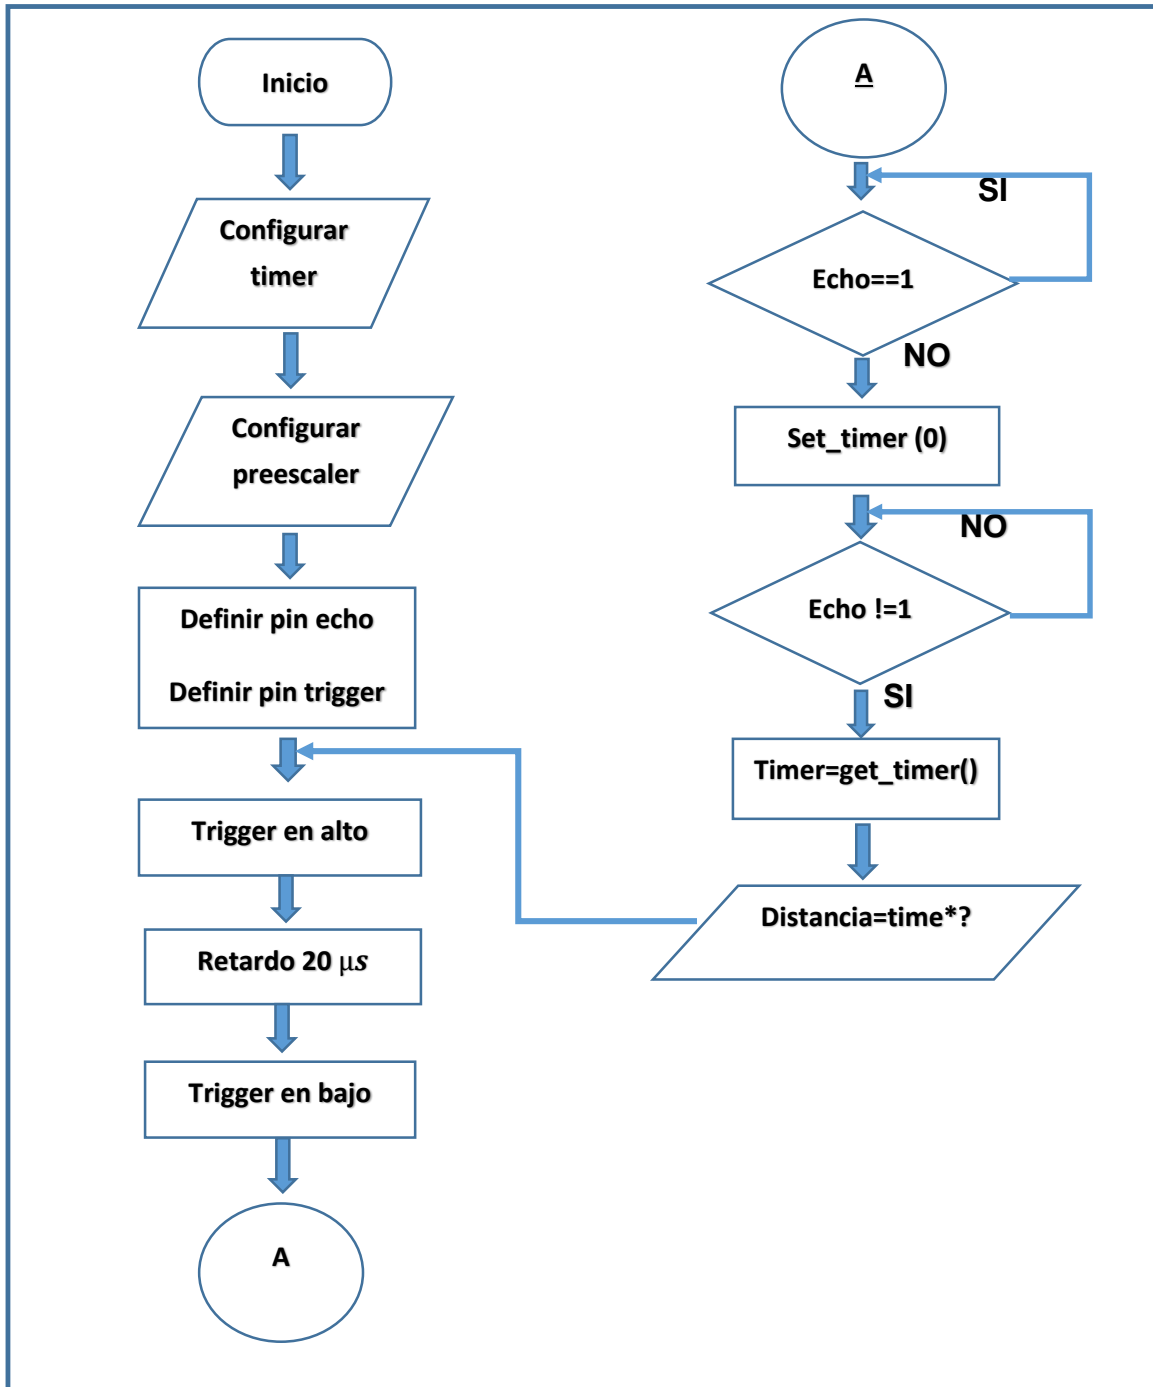 Inicio
Configurar
timer
Configurar
preescaler
Definir pin echo
Definir pin trigger
Trigger en alto
Retardo 20 μs
Trigger en bajo
A
A
SI
Echo==1
NO
Set_timer (0)
NO
Echo !=1
SI
Timer=get_timer()
Distancia=time*?